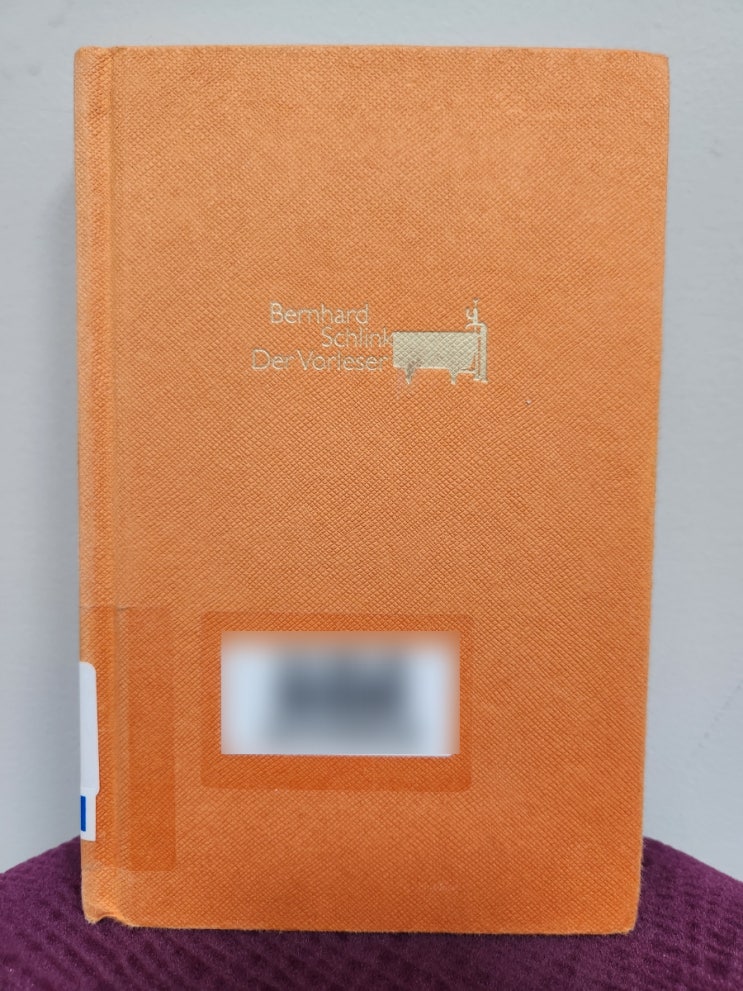 Bernhard
Schlink
Der Vorleser